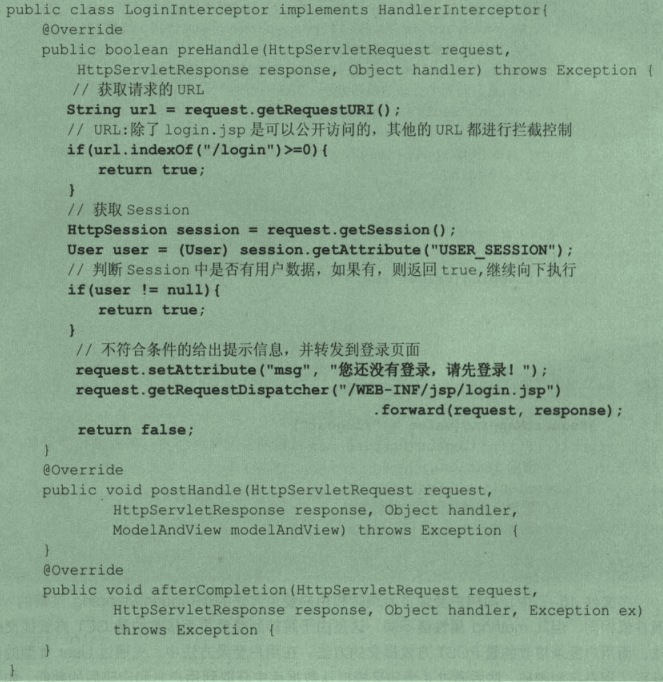 public class LoginInterceptor implements HandlerInterceptor{
@Override
public boolean preHandle(HttpServletRequest request,
HttpServletResponse response, Object handler) throws Exception {
// 获取请求的 URL
String url = request.getRequestURI();
// URL:除了 login.jsp 是可以公开访问的，其他的 URL 都进行拦截控制
if(url.indexOf("/login")>=0){
return true;
}
// 获取 Session
HttpSession session = request.getSession();
User user = (User) session.getAttribute("USER_SESSION");
// 判断 Session 中是否有用户数据，如果有，则返回 true,继续向下执行
if(user != null){
return true;
}
// 不符合条件的给出提示信息，并转发到登录页面
request.setAttribute("msg", "您还没有登录，请先登录！");
request.getRequestDispatcher("/WEB-INF/jsp/login.jsp")
.forward(request, response);
return false;
}
@Override
public void postHandle(HttpServletRequest request,
HttpServletResponse response, Object handler,
ModelAndView modelAndView) throws Exception {
}
@Override
public void afterCompletion(HttpServletRequest request,
HttpServletResponse response, Object handler, Exception ex)
throws Exception {
}
}